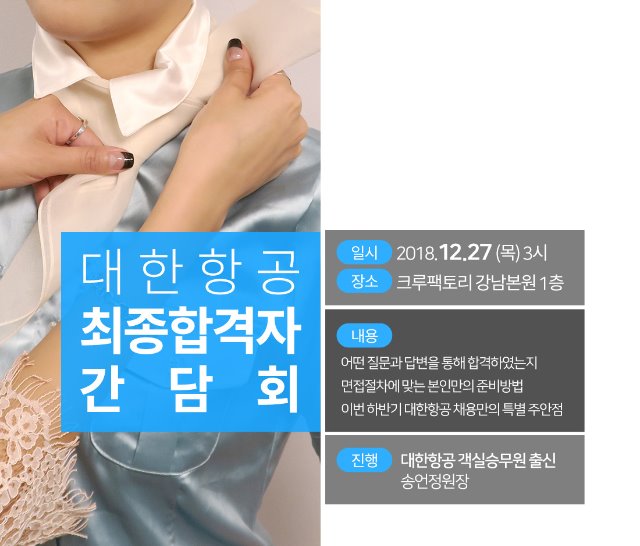 대한항공
최종합격자
간담회
일시 2018.12.27 (목) 3시
장소 크루팩토리 강남본원 1층
내용
어떤 질문과 답변을 통해 합격하였는지
면접절차에 맞는 본인만의 준비방법
이번 하반기 대한항공 채용만의 특별 주안점
진행 대한항공 객실승무원 출신
송언정원장